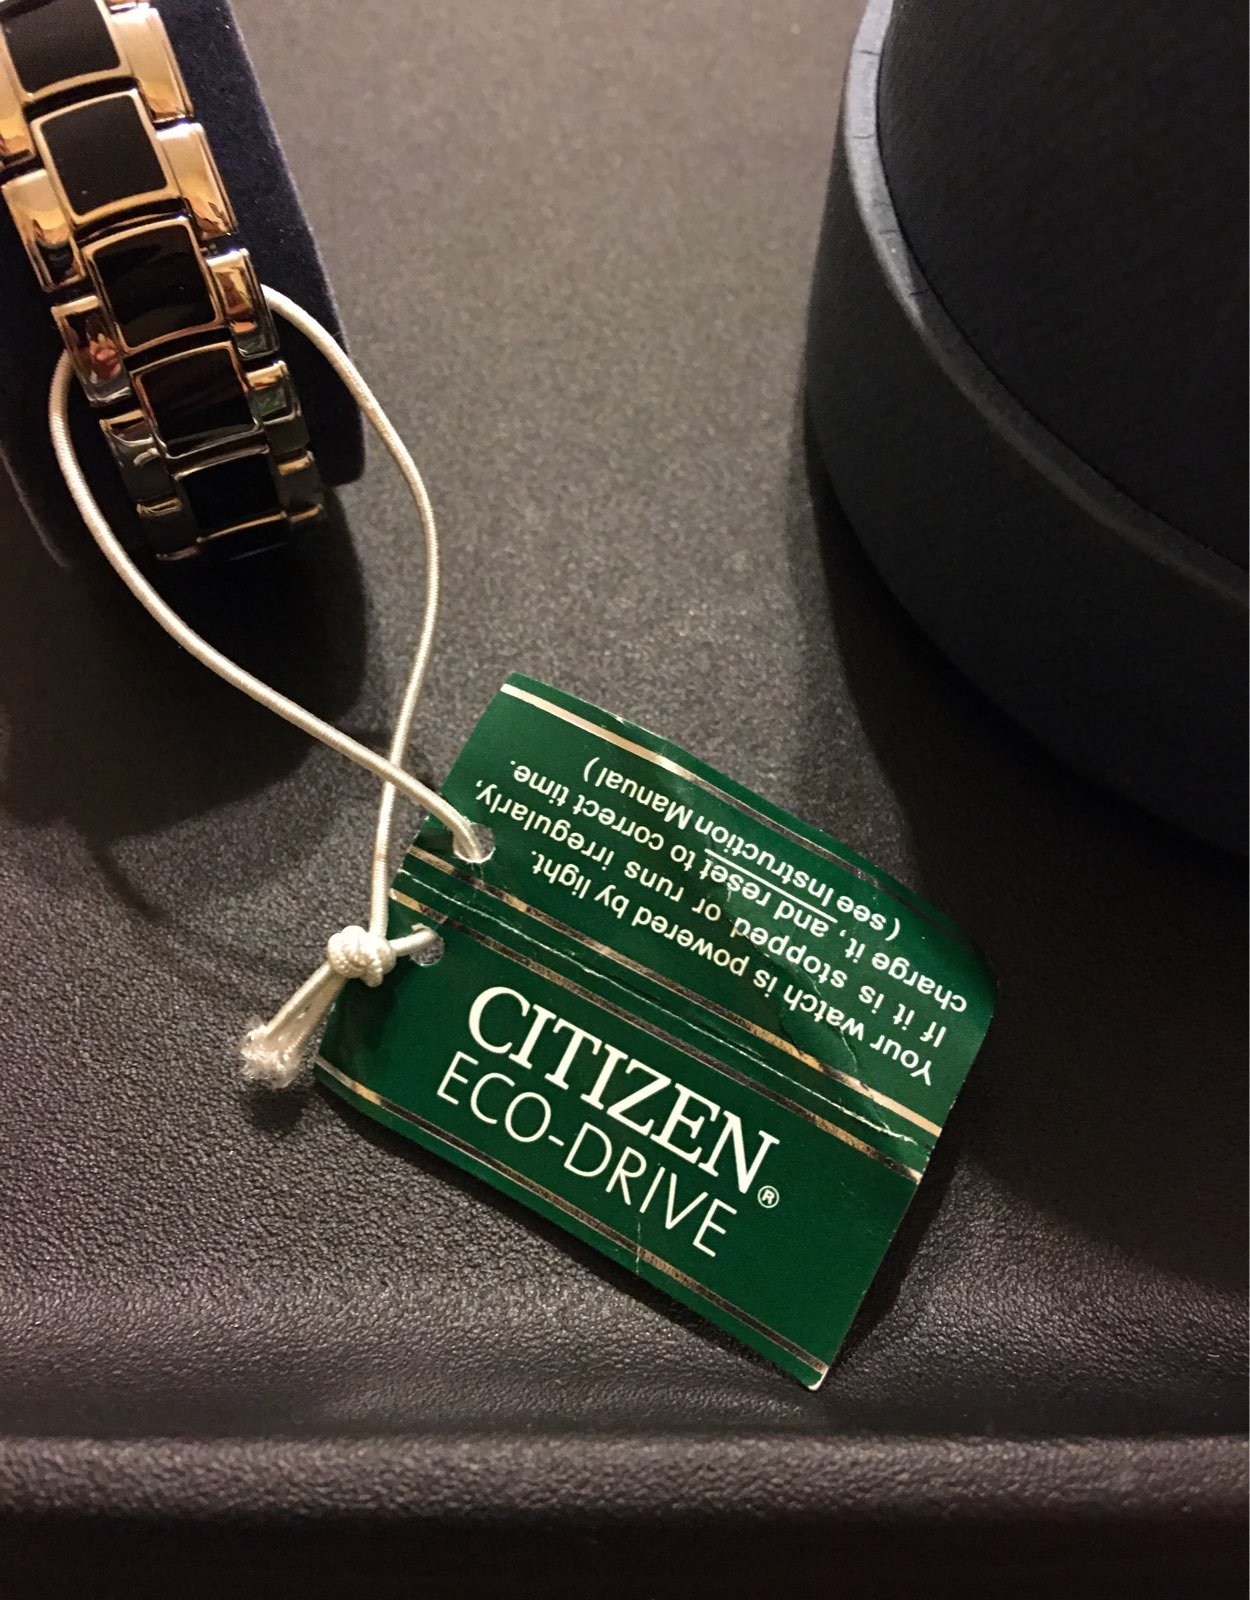 Your watch is powered by light.
If it is stopped or runs irregularly,
charge it, and reset to correct time.
(see Instruction Manual)
CITIZEN®
ECO-DRIVE